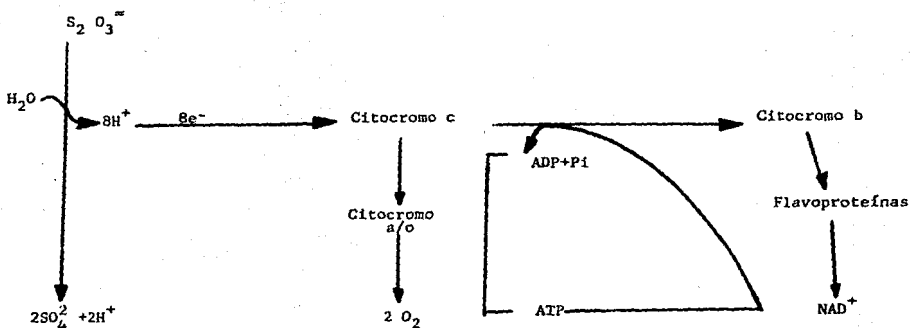 S2 O3=
H2O
8H+ 8e- Citocromo c Citocromo b
ADP+Pi
Citocromo
a/o
Flavoproteínas
2SO4 2 +2H+ 2 O2 ATP NAD+